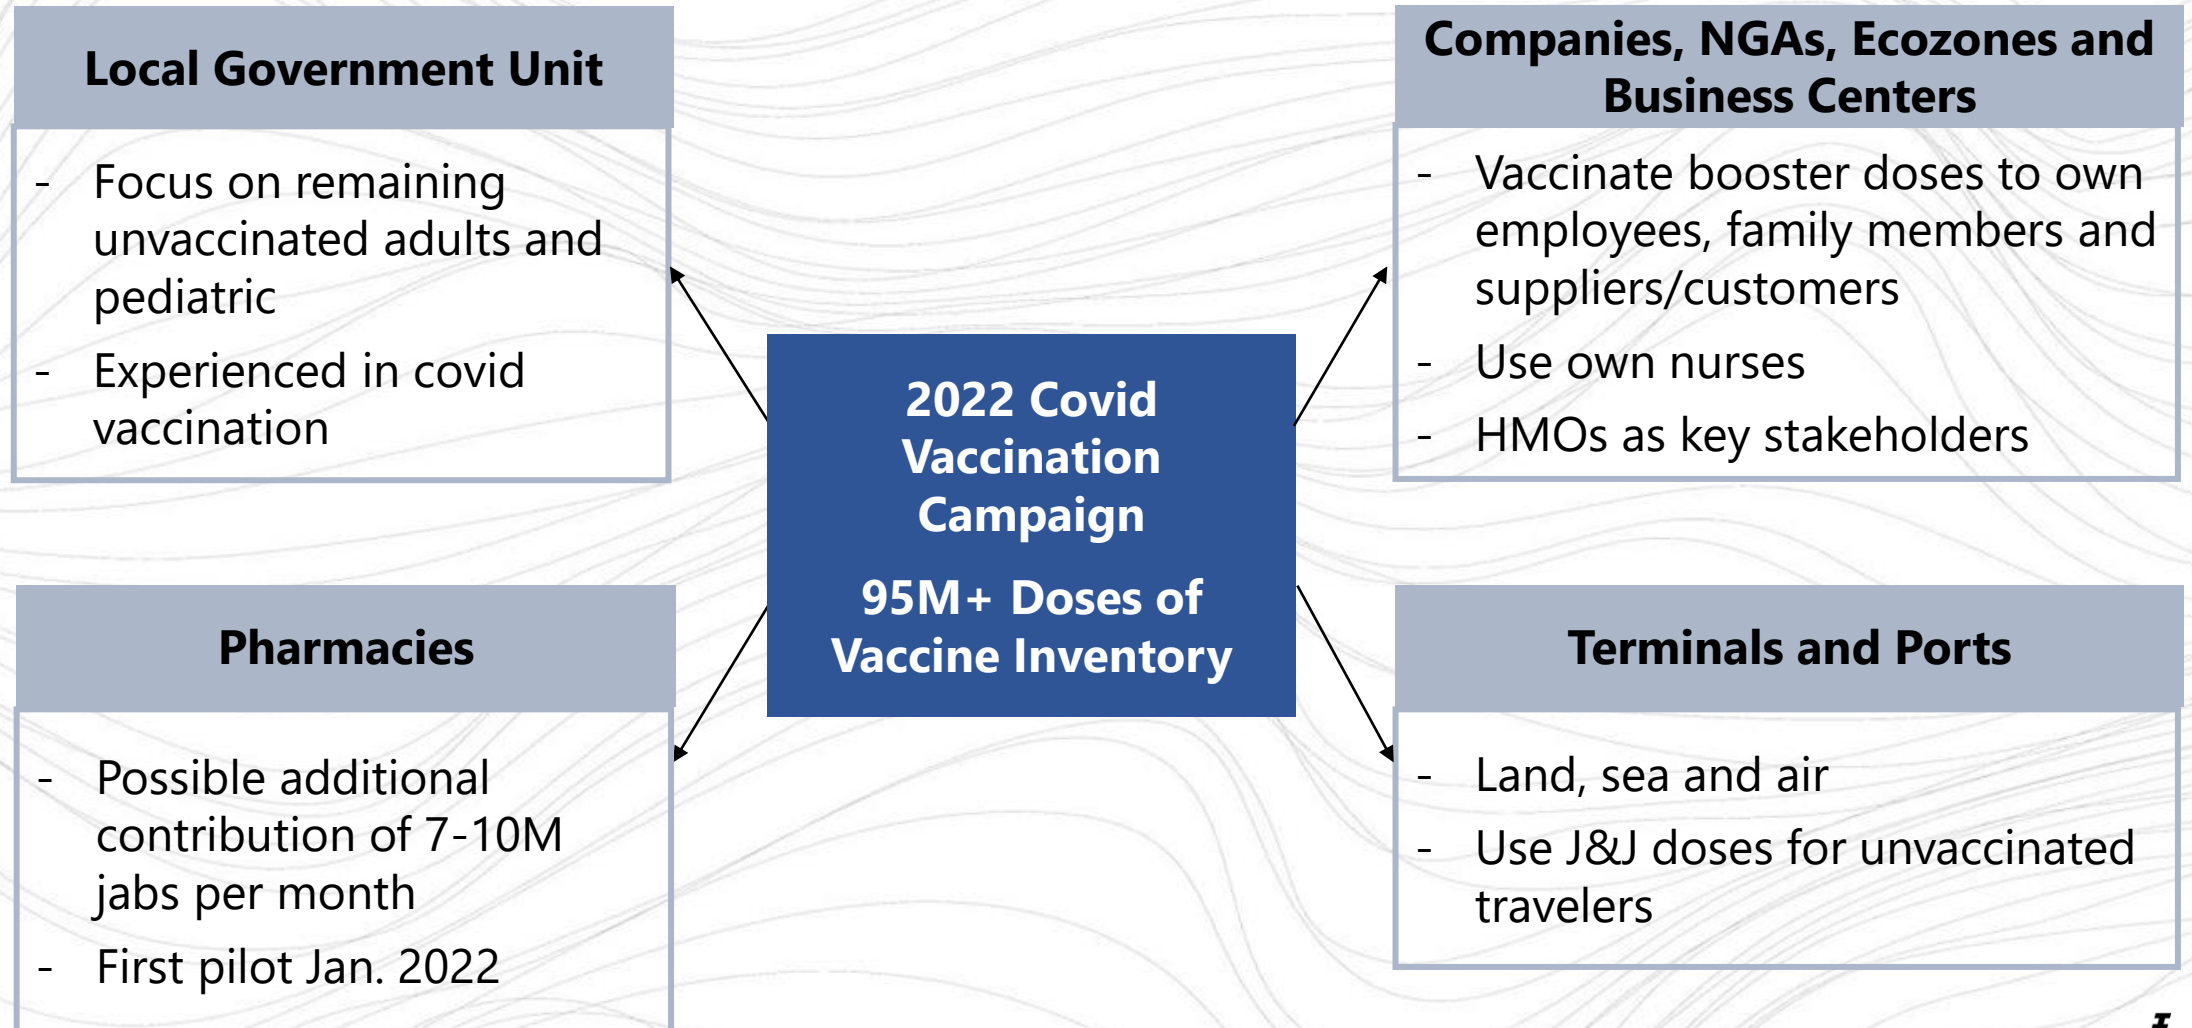 Local Government Unit
- Focus on remaining
unvaccinated adults and
pediatric
- Experienced in covid
vaccination
Companies, NGAs, Ecozones and
Business Centers
- Vaccinate booster doses to own
employees, family members and
suppliers/customers
- Use own nurses
- HMOs as key stakeholders
2022 Covid
Vaccination
Campaign
95M+ Doses of
Vaccine Inventory
Pharmacies
- Possible additional
contribution of 7-10M
jabs per month
- First pilot Jan. 2022
Terminals and Ports
- Land, sea and air
- Use J&J doses for unvaccinated
travelers